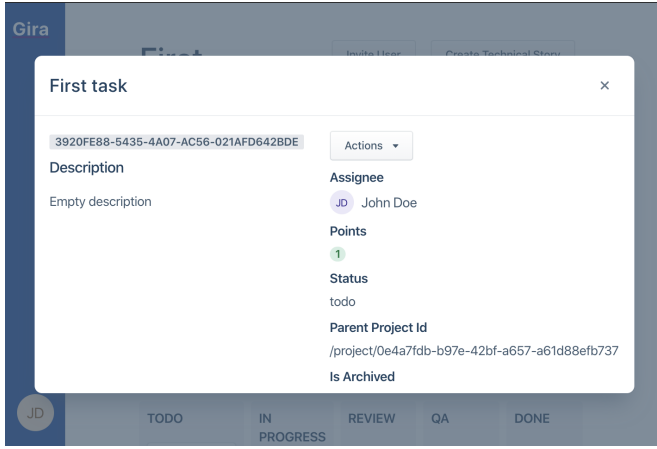 Gira
First
Invite User
Create Technical Story
First task
×
3920FE88-5435-4A07-AC56-021AFD642BDE
Actions
Description
Empty description
Assignee
JD John Doe
Points
1
Status
todo
Parent Project Id
/project/0e4a7fdb-b97e-42bf-a657-a61d88efb737
Is Archived
JD
TODO
IN PROGRESS
REVIEW
QA
DONE